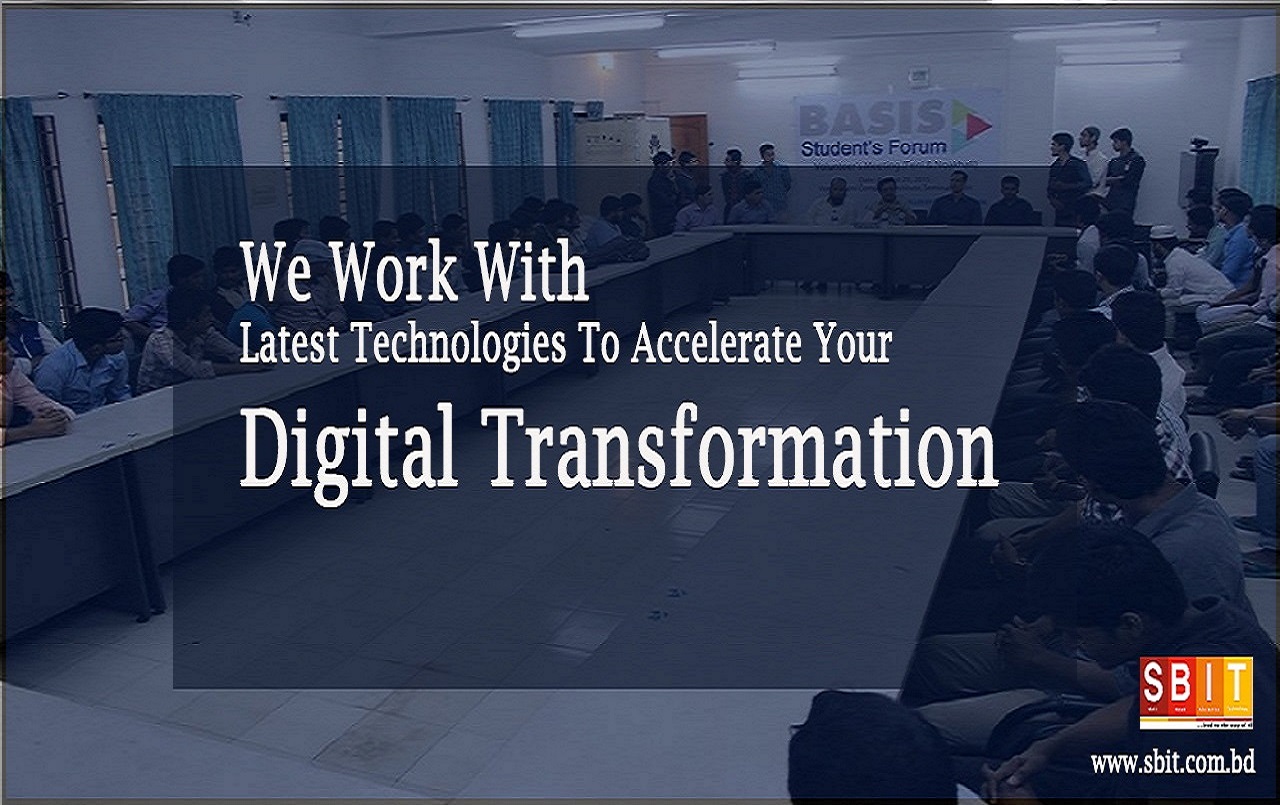 BASIS
Student's Forum
We Work With
Latest Technologies To Accelerate Your
Digital Transformation
SBIT
www.sbit.com.bd